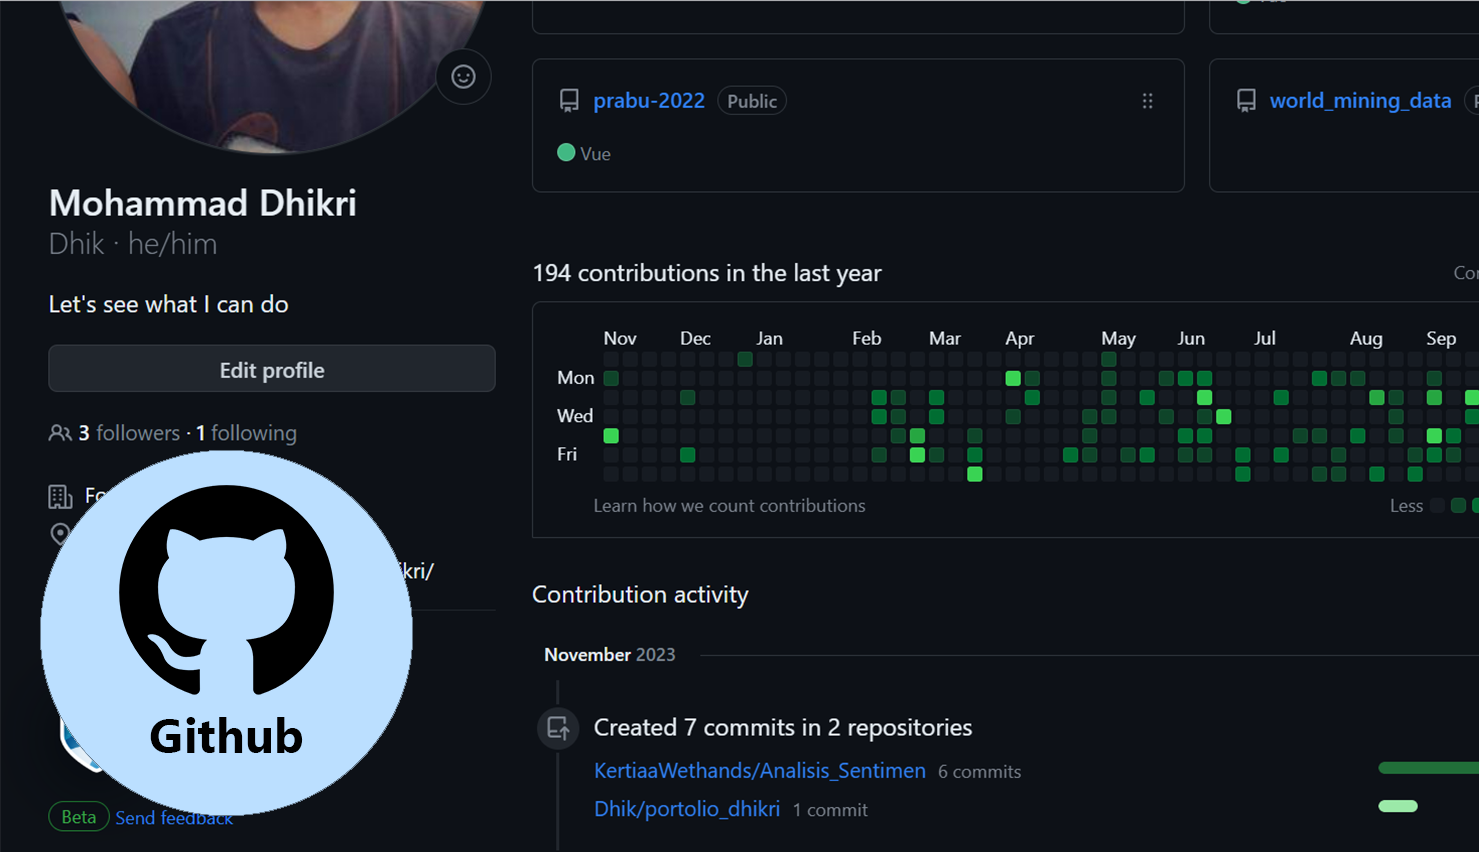 Vue
prabu-2022 Public
Vue
world_mining_data
Mohammad Dhikri
Dhik · he/him
Let's see what I can do
Edit profile
3 followers · 1 following
ikri/
Github
Beta Send feedback
194 contributions in the last year
Nov Dec Jan Feb Mar Apr May Jun Jul Aug Sep
Mon
Wed
Fri
Learn how we count contributions
Less
Contribution activity
November 2023
Created 7 commits in 2 repositories
KertiaaWethands/Analisis_Sentimen 6 commits
Dhik/portolio_dhikri 1 commit